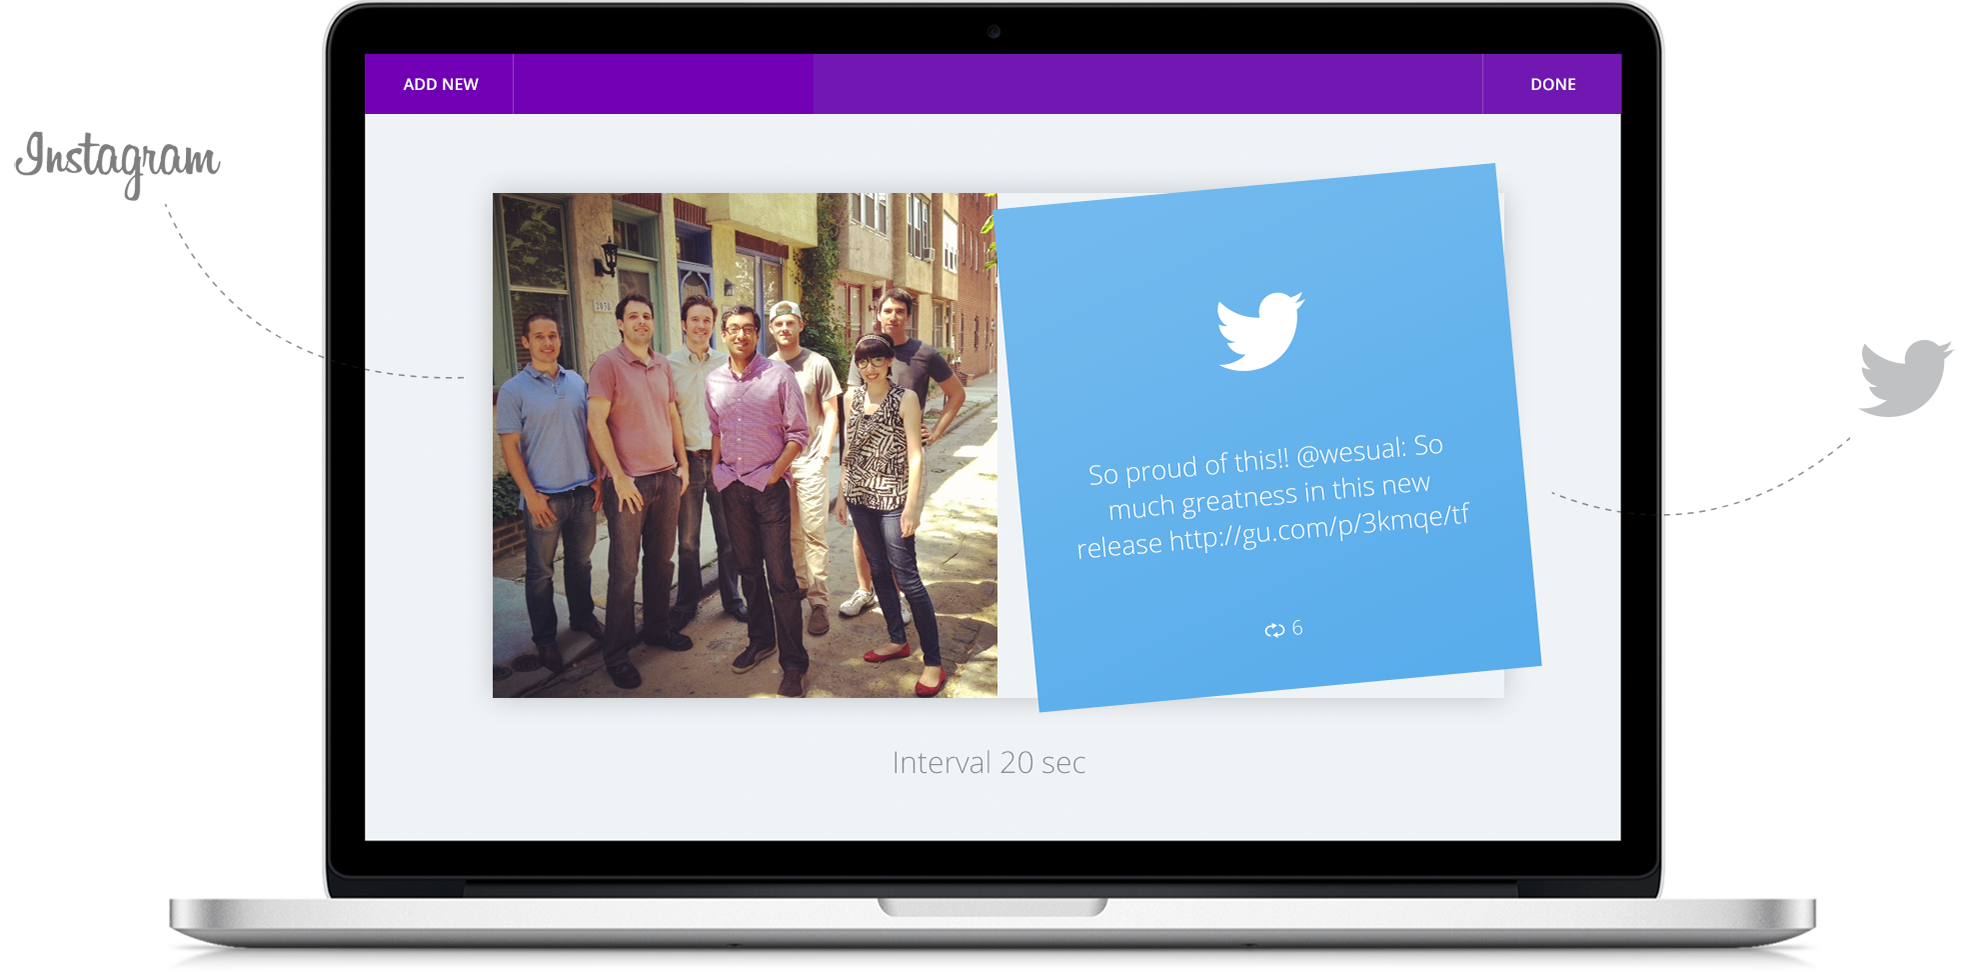 ADD NEW
DONE
Instagram
2038
So proud of this!! @wesual: So
much greatness in this new
release http://gu.com/p/3kmqe/tf
6
Interval 20 sec